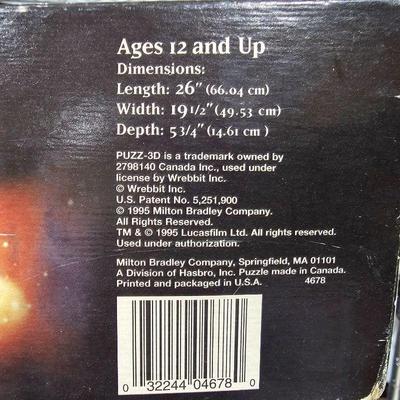 Ages 12 and Up
Dimensions:
Length: 26" (66.04 cm)
Width: 19 1/2" (49.53 cm)
Depth: 5 3/4" (14.61 cm )
PUZZ-3D is a trademark owned by
2798140 Canada Inc., used under
license by Wrebbit Inc.
© Wrebbit Inc.
U.S. Patent No. 5,251,900
© 1995 Milton Bradley Company.
All Rights Reserved.
TM & © 1995 Lucasfilm Ltd. All rights reserved.
Used under authorization.
Milton Bradley Company, Springfield, MA 01101
A Division of Hasbro, Inc. Puzzle made in Canada.
Printed and packaged in U.S.A. 4678
0 32244 04678 0